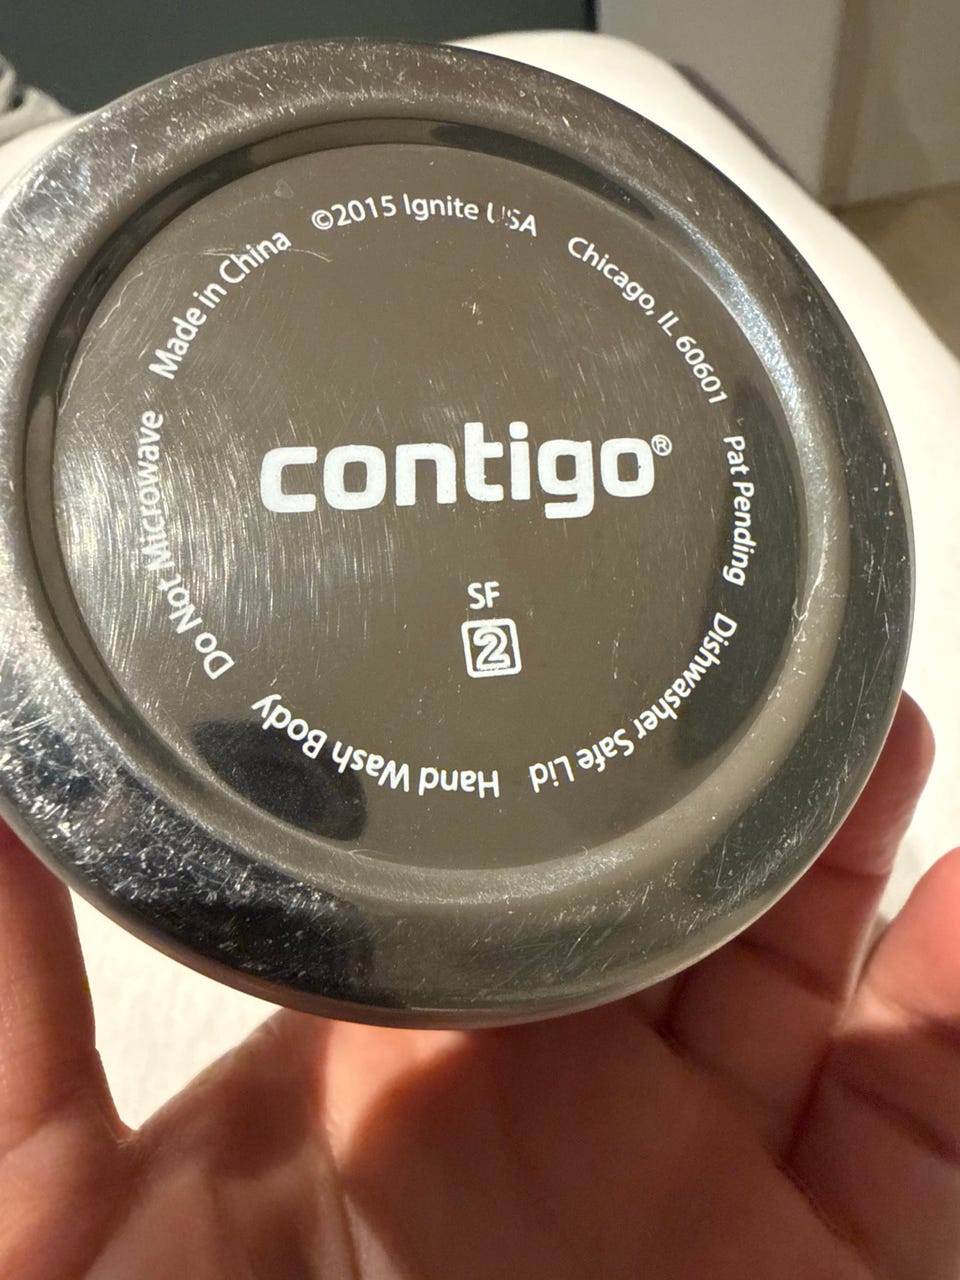 ©2015 Ignite USA
Chicago, IL 60601
Pat Pending
Dishwasher Safe Lid
Hand Wash Body
Do Not Microwave
Made in China
contigo®
SF
2